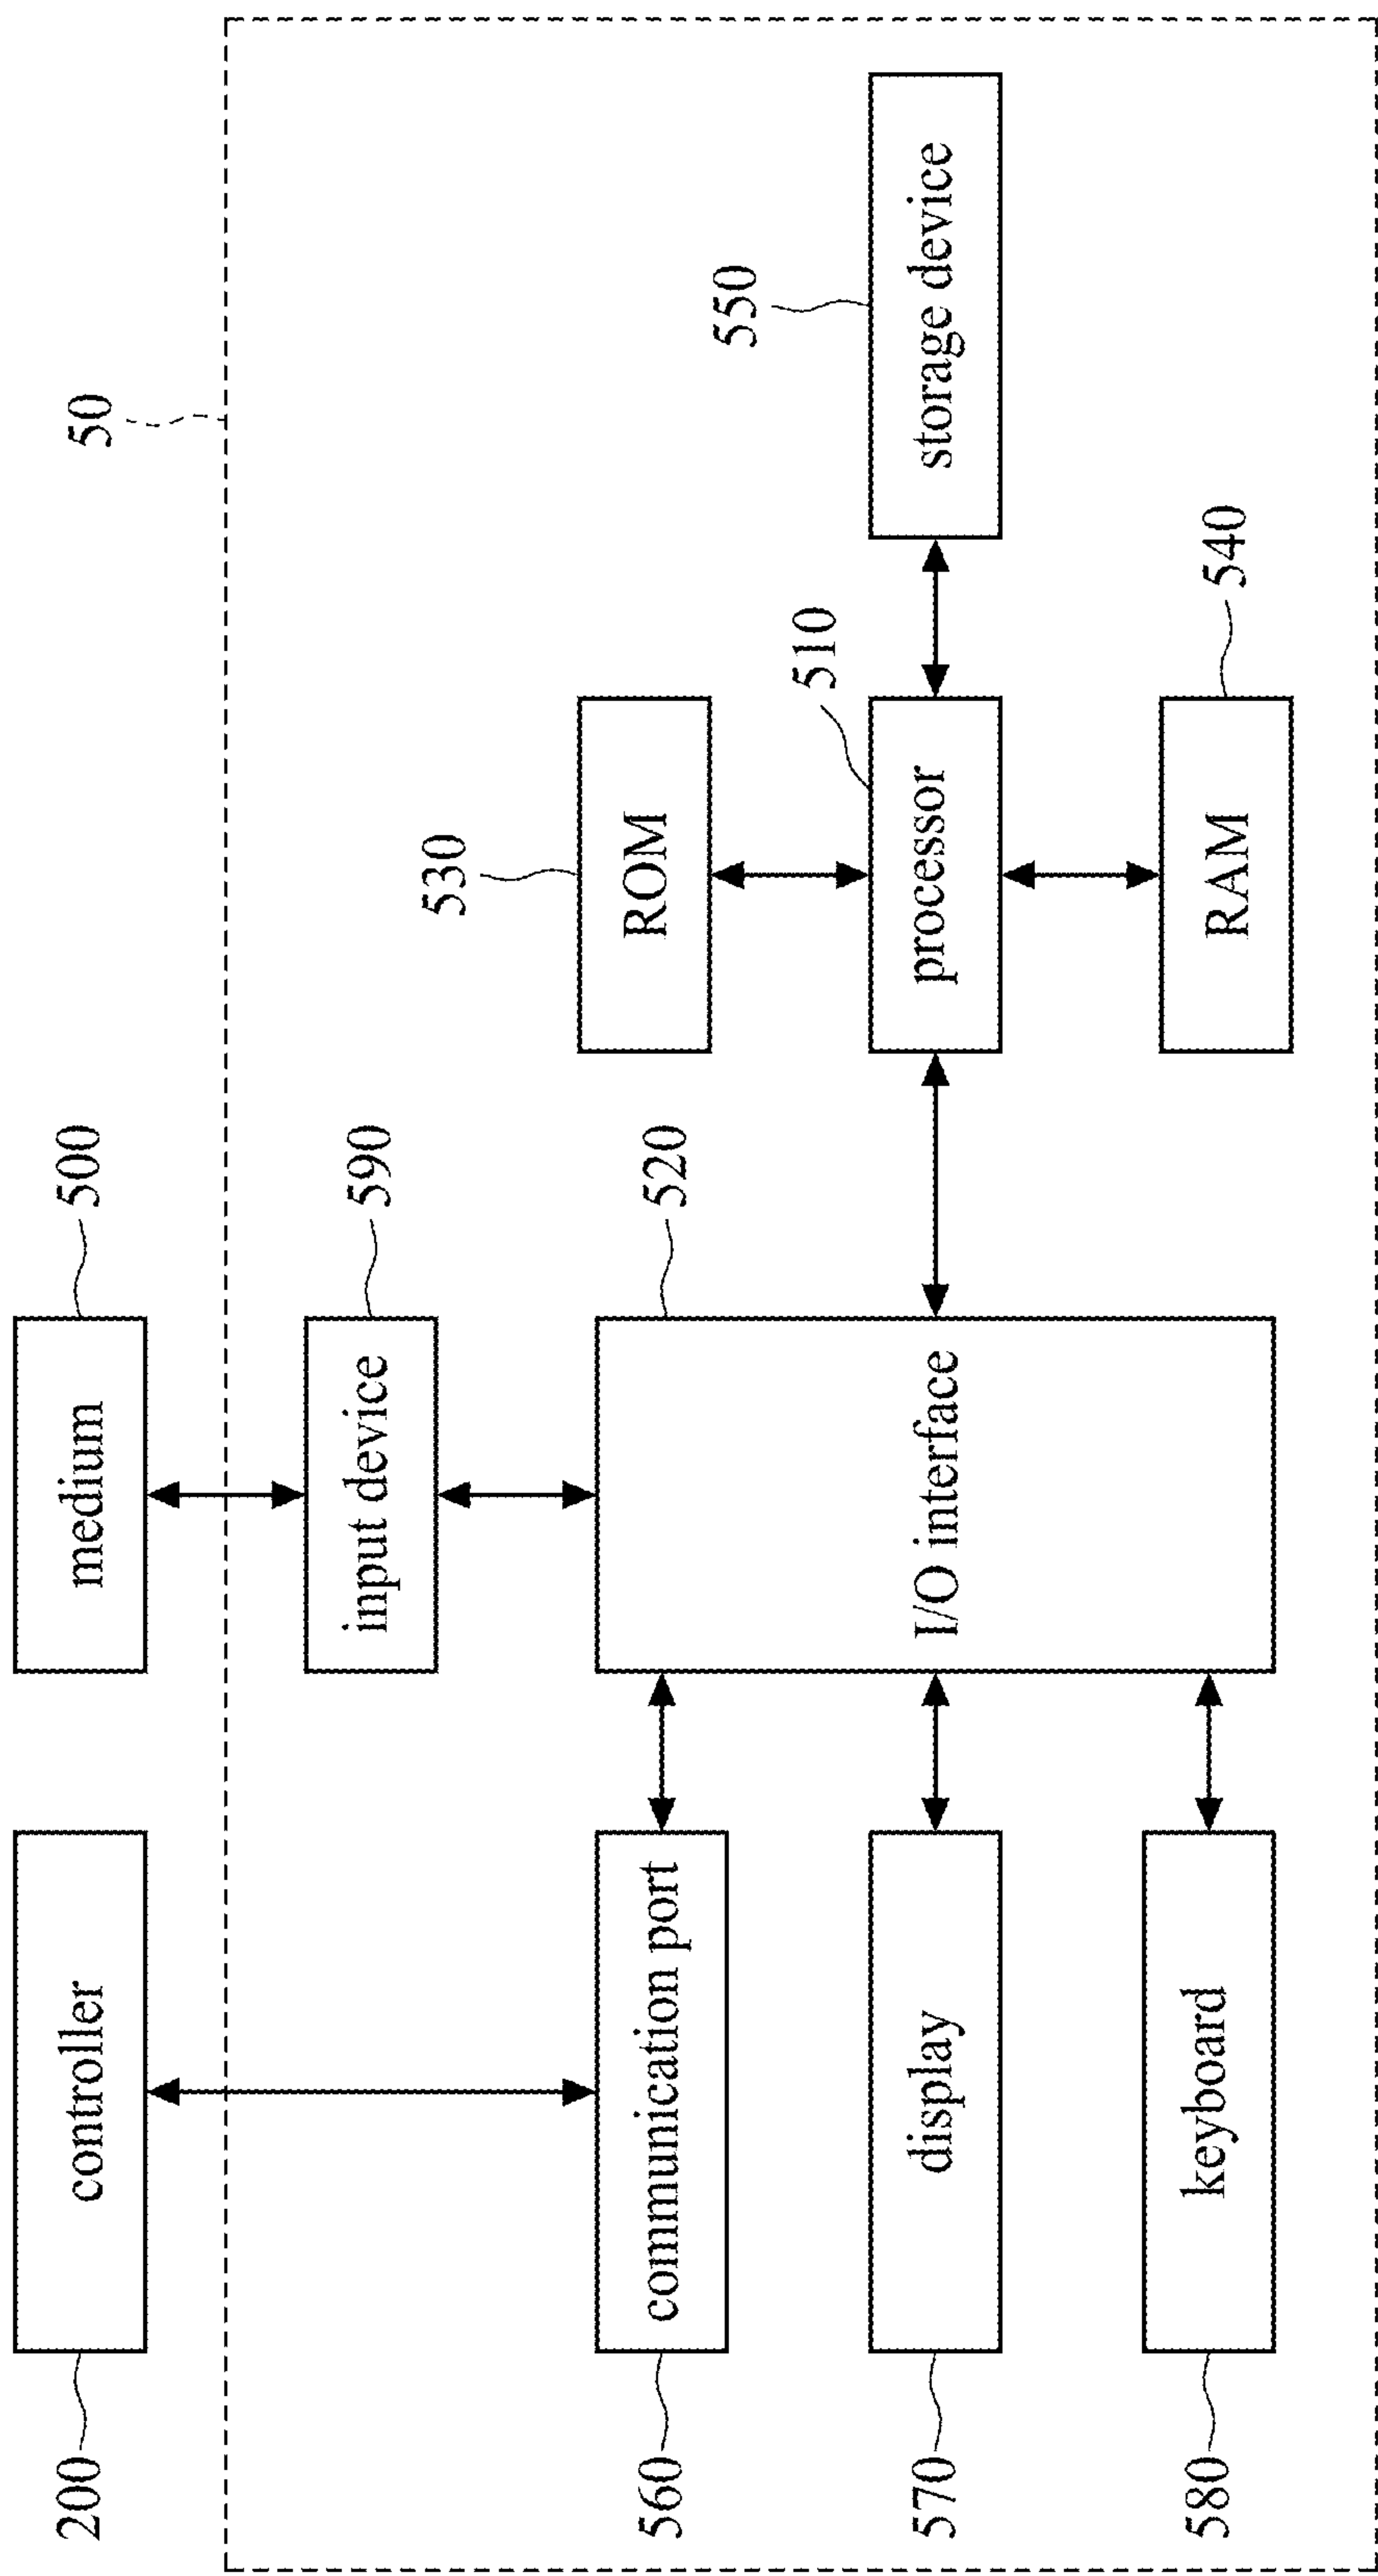 200
controller
medium
500
50
input device
590
560
communication port
I/O interface
520
ROM
530
570
display
processor
510
storage device
550
580
keyboard
RAM
540